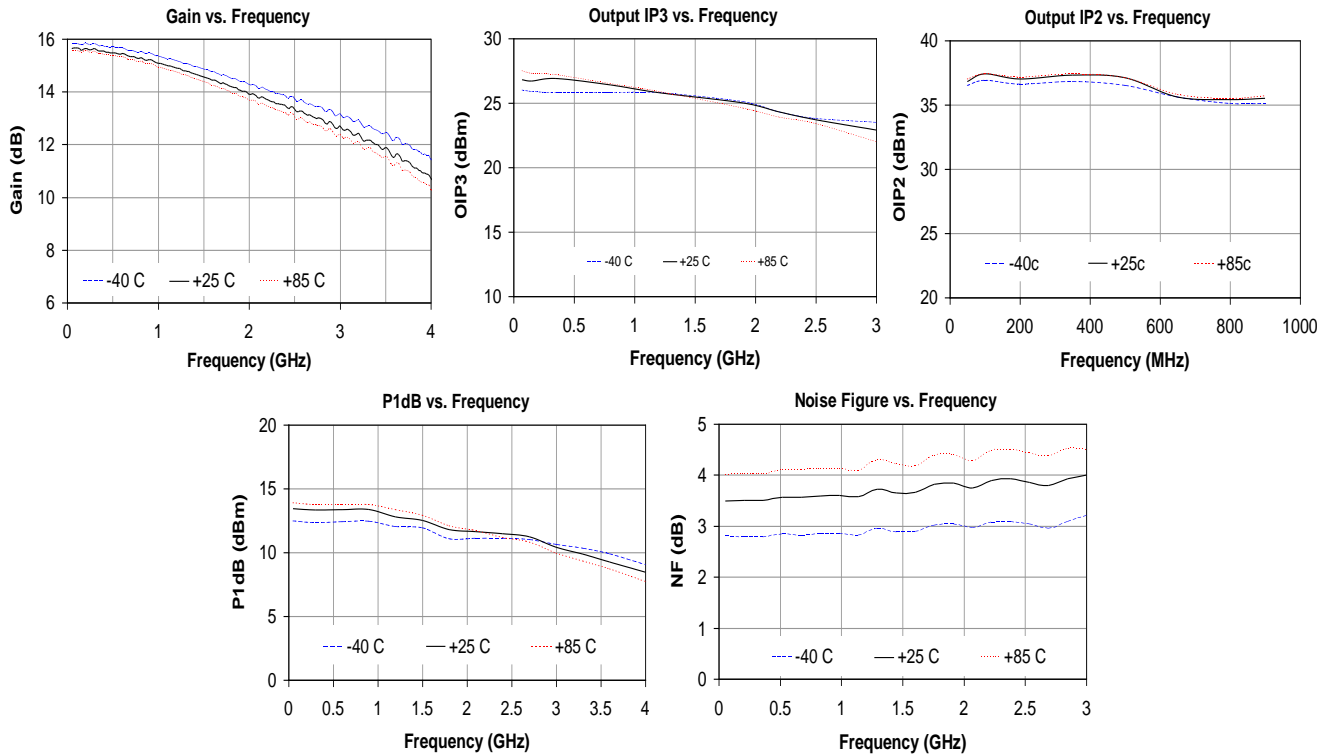 Gain vs. Frequency
16
14
12
10
8
6
Gain (dB)
-40 C +25 C +85 C
0 1 2 3 4
Frequency (GHz)
Output IP3 vs. Frequency
30
25
20
15
10
OIP3 (dBm)
-40 C +25 C +85 C
0 0.5 1 1.5 2 2.5 3
Frequency (GHz)
Output IP2 vs. Frequency
40
35
30
25
20
OIP2 (dBm)
-40c +25c +85c
0 200 400 600 800 1000
Frequency (MHz)
P1dB vs. Frequency
20
15
10
5
0
P1dB (dBm)
-40 C +25 C +85 C
0 0.5 1 1.5 2 2.5 3 3.5 4
Frequency (GHz)
Noise Figure vs. Frequency
5
4
3
2
1
0
NF (dB)
-40 C +25 C +85 C
0 0.5 1 1.5 2 2.5 3
Frequency (GHz)